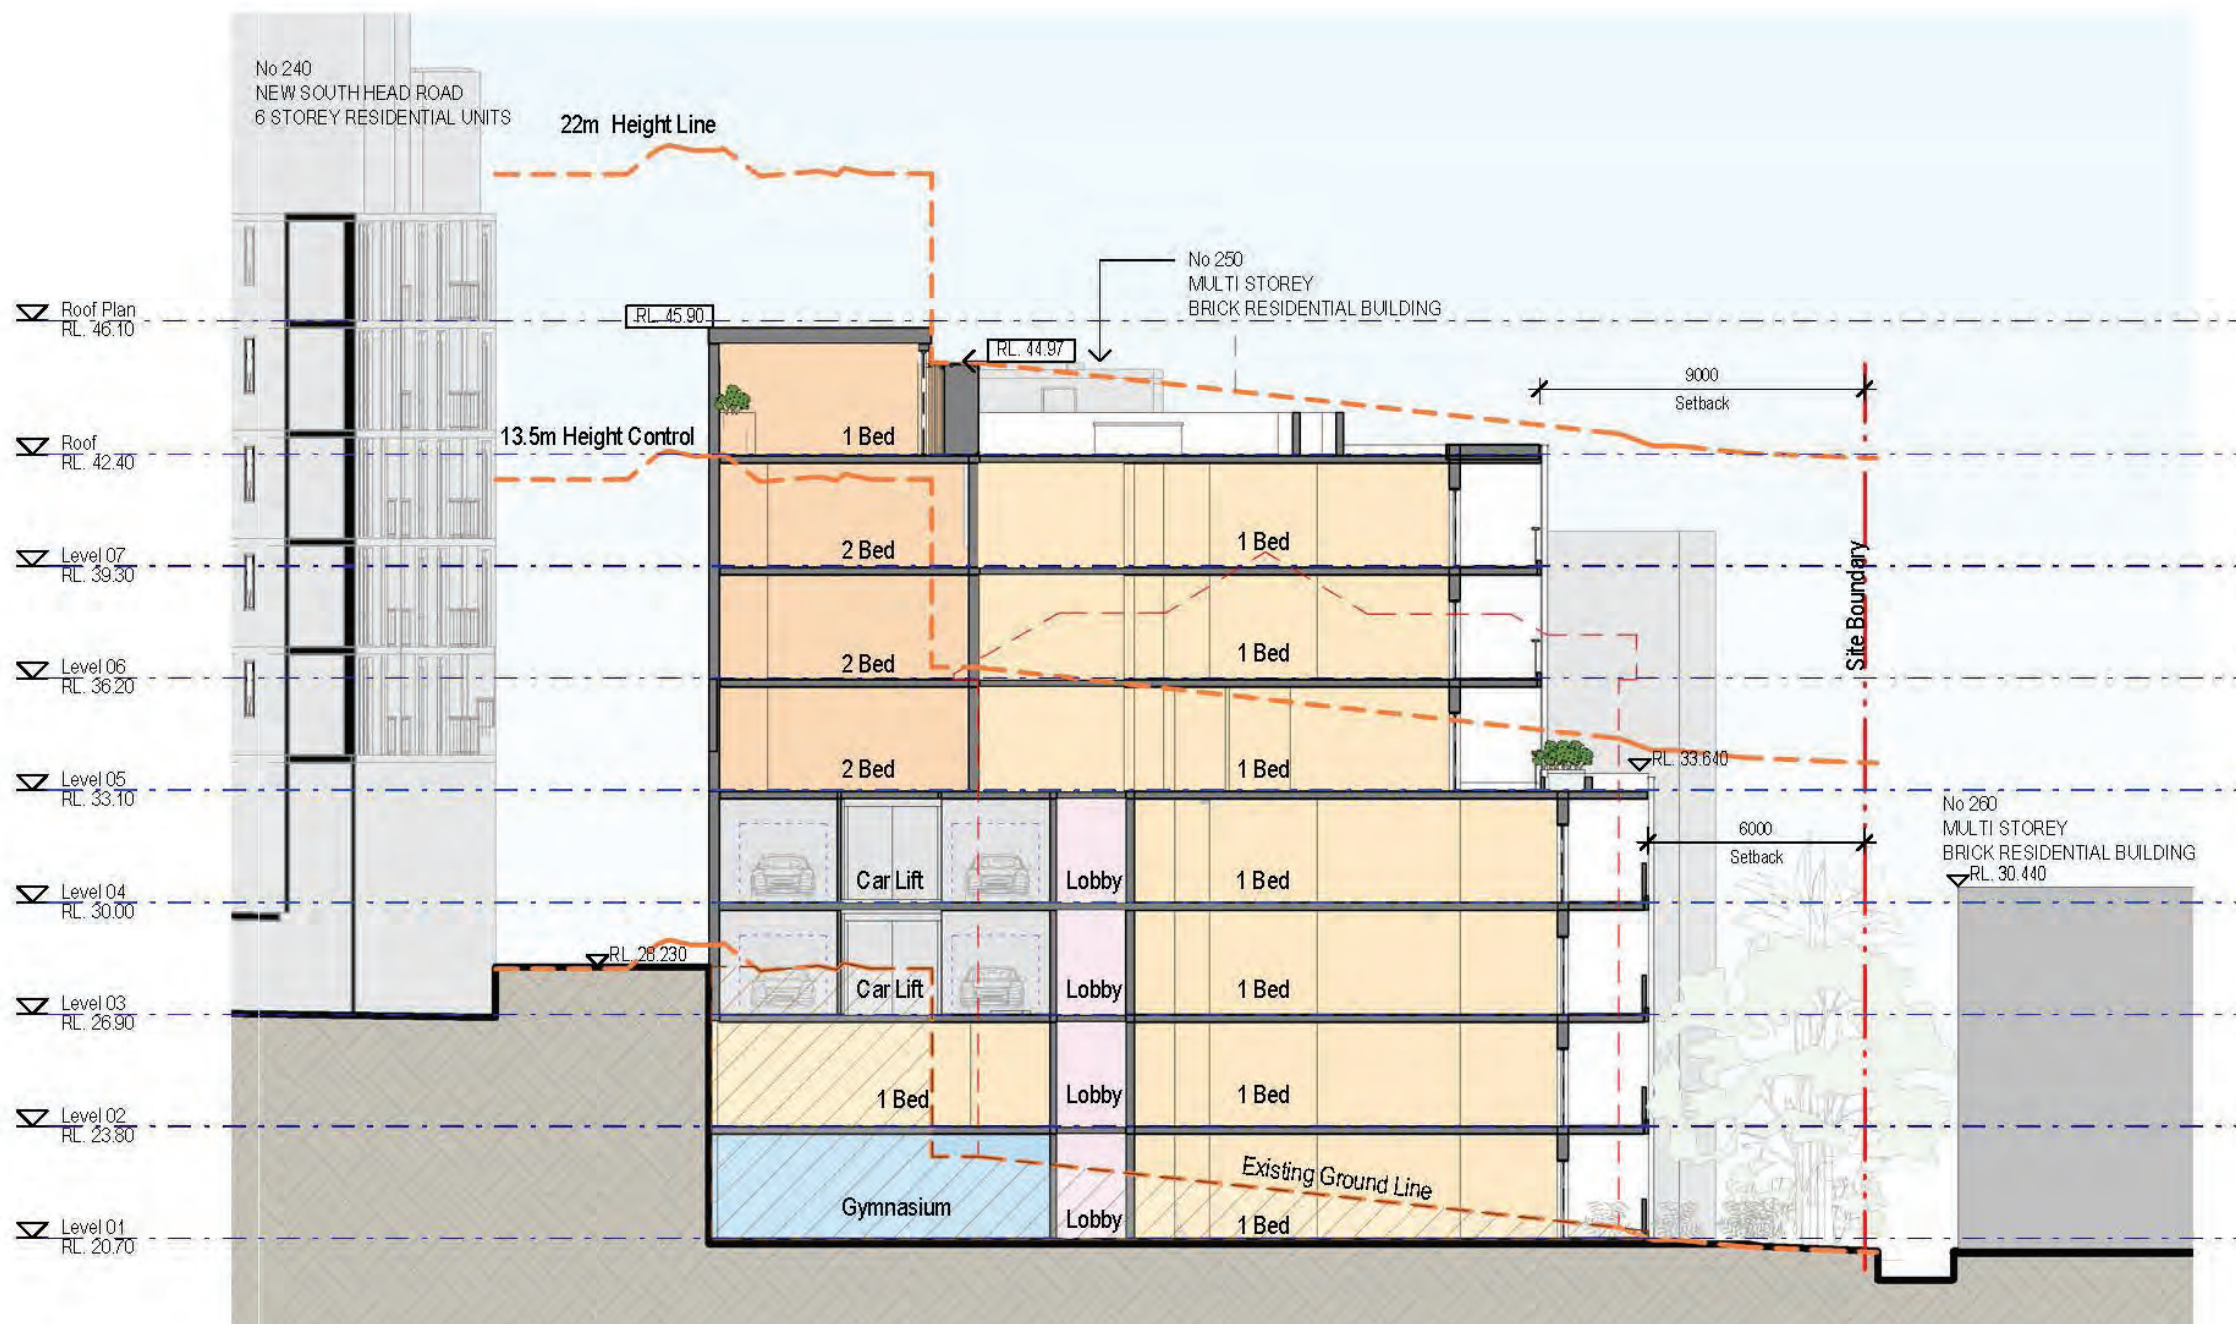 No 240
NEW SOUTH HEAD ROAD
6 STOREY RESIDENTIAL UNITS
22m Height Line
No 250
MULTI STOREY
BRICK RESIDENTIAL BUILDING
Roof Plan
RL. 46.10
RL. 45.90
RL. 44.97
9000
Setback
13.5m Height Control
1 Bed
Roof
RL. 42.40
2 Bed
1 Bed
Level 07
RL. 39.30
Site Boundary
2 Bed
1 Bed
Level 06
RL. 36.20
2 Bed
1 Bed
RL. 33.640
Level 05
RL. 33.10
No 260
MULTI STOREY
BRICK RESIDENTIAL BUILDING
RL. 30.440
6000
Setback
Car Lift
Lobby
1 Bed
Level 04
RL. 30.00
RL. 28.230
Car Lift
Lobby
1 Bed
Level 03
RL. 26.90
1 Bed
Lobby
1 Bed
Level 02
RL. 23.80
Existing Ground Line
Gymnasium
Lobby
1 Bed
Level 01
RL. 20.70